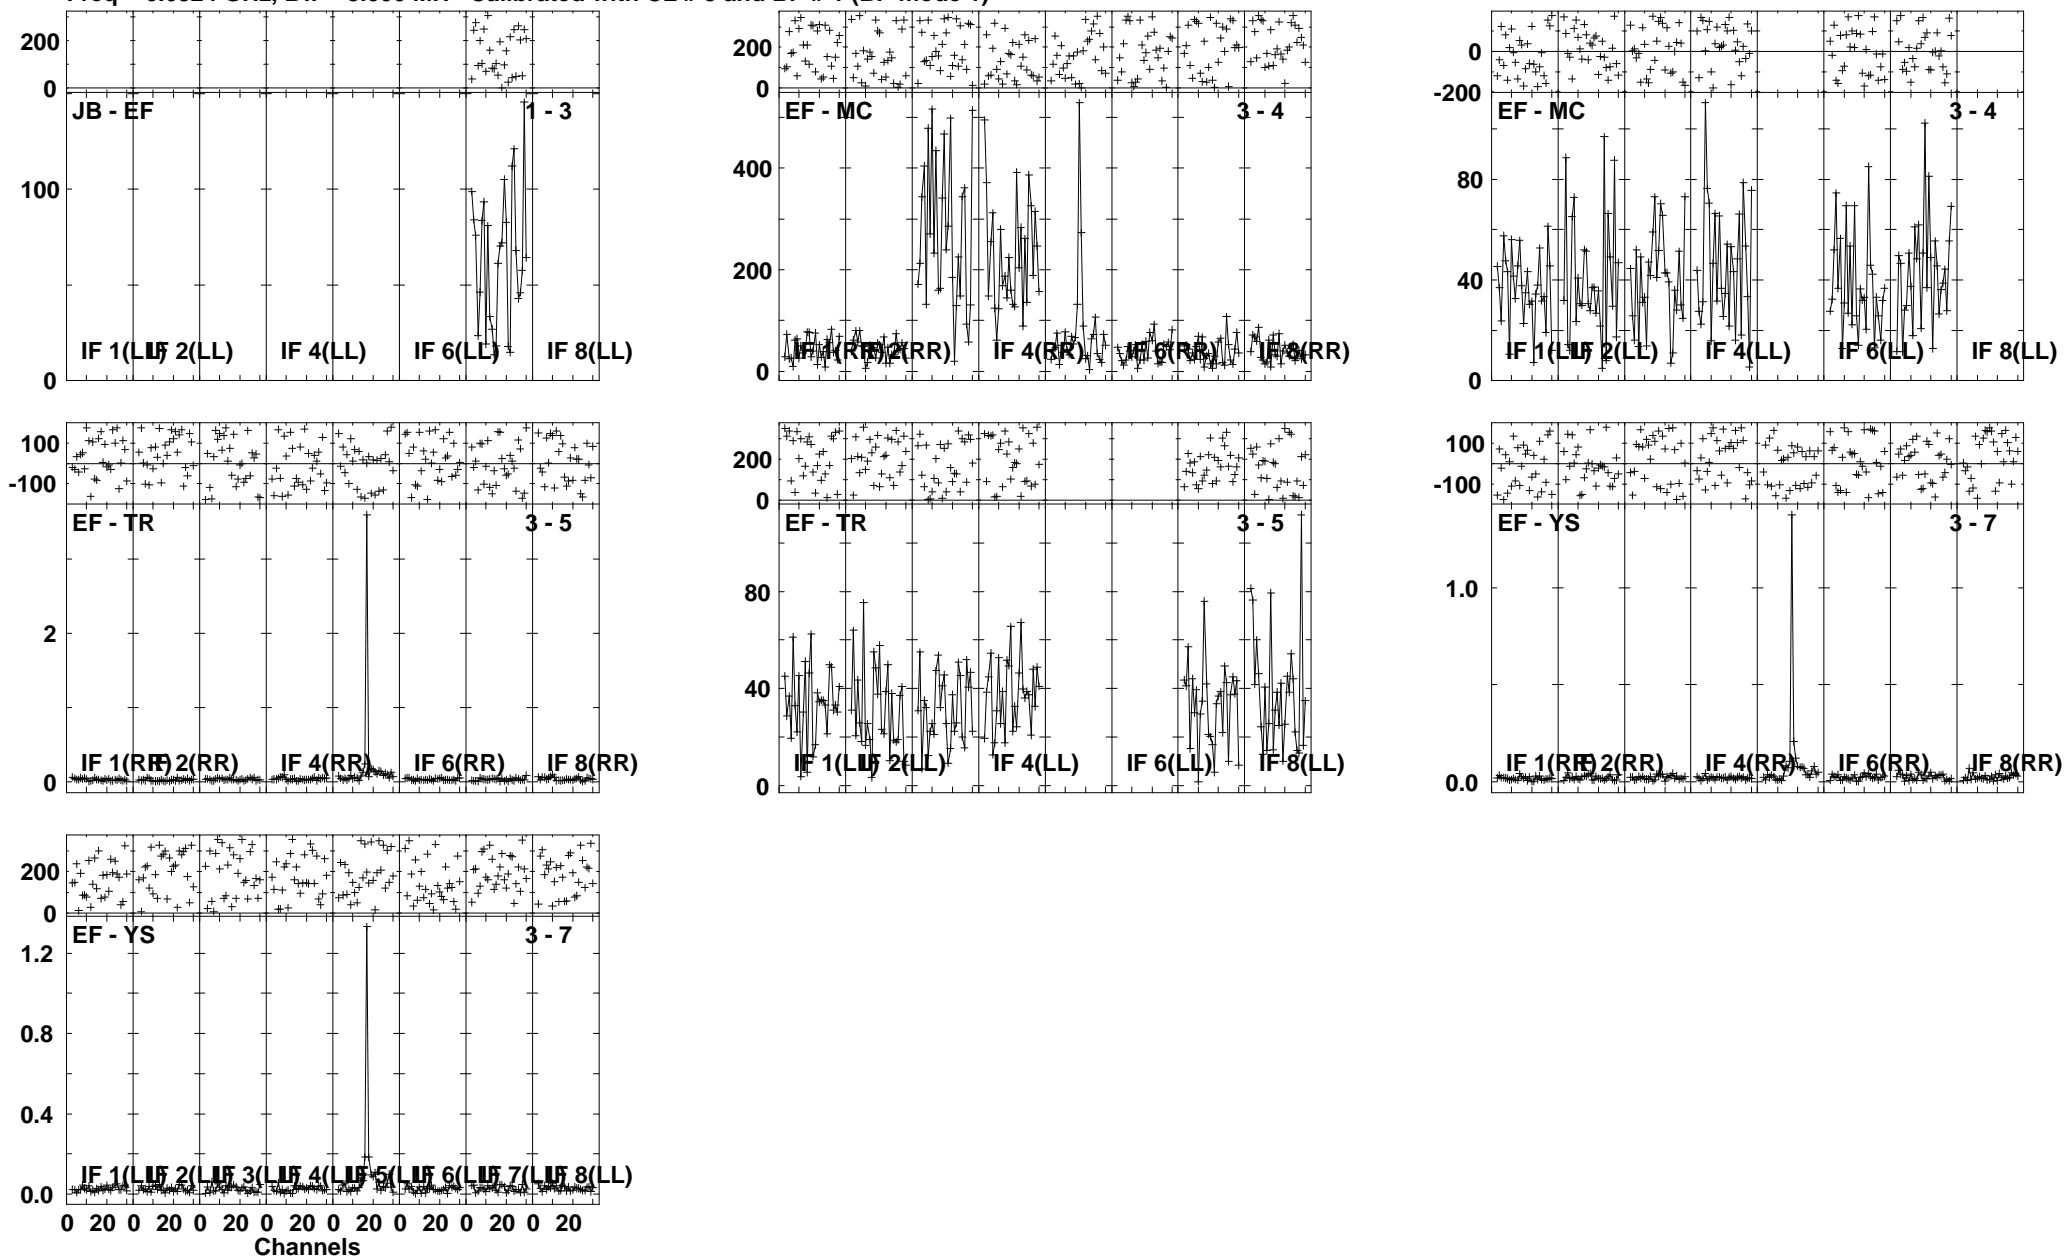 200
0
JB - EF
1 - 3
100
0
IF 1(LL)
IF 2(LL)
IF 4(LL)
IF 6(LL)
IF 8(LL)
200
0
EF - MC
3 - 4
400
200
0
IF 1(RR)
IF 2(RR)
IF 4(RR)
IF 6(RR)
IF 8(RR)
0
-200
EF - MC
3 - 4
80
40
0
IF 1(LL)
IF 2(LL)
IF 4(LL)
IF 6(LL)
IF 8(LL)
100
-100
EF - TR
3 - 5
2
0
IF 1(RR)
IF 2(RR)
IF 4(RR)
IF 6(RR)
IF 8(RR)
200
0
EF - TR
3 - 5
80
40
0
IF 1(LL)
IF 2(LL)
IF 4(LL)
IF 6(LL)
IF 8(LL)
100
-100
EF - YS
3 - 7
1.0
0.0
IF 1(RR)
IF 2(RR)
IF 4(RR)
IF 6(RR)
IF 8(RR)
200
0
EF - YS
3 - 7
1.2
0.8
0.4
0.0
IF 1(LL)
IF 2(LL)
IF 3(LL)
IF 4(LL)
IF 5(LL)
IF 6(LL)
IF 7(LL)
IF 8(LL)
0 20 0 20 0 20 0 20 0 20 0 20 0 20 0 20
Channels